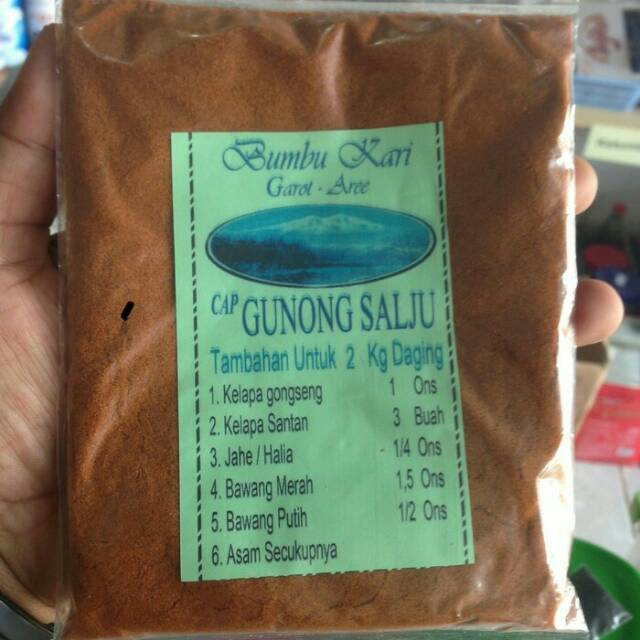 Bumbu Kari
Garot - Aree
CAP GUNONG SALJU
Tambahan Untuk 2 Kg Daging
1. Kelapa gongseng 1 Ons
2. Kelapa Santan 3 Buah
3. Jahe / Halia 1/4 Ons
4. Bawang Merah 1,5 Ons
5. Bawang Putih 1/2 Ons
6. Asam Secukupnya